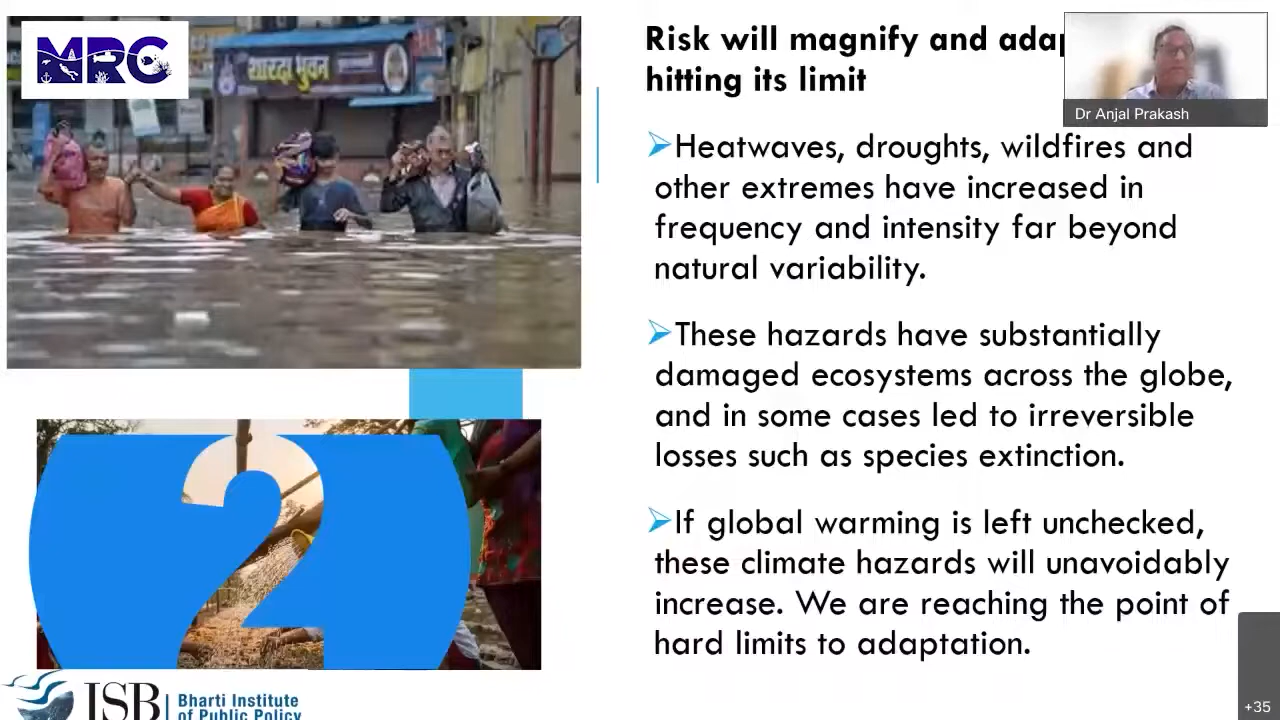 MRC
शारदा भुवन
Risk will magnify and adap
hitting its limit
Dr Anjal Prakash
➢Heatwaves, droughts, wildfires and
other extremes have increased in
frequency and intensity far beyond
natural variability.
➢These hazards have substantially
damaged ecosystems across the globe,
and in some cases led to irreversible
losses such as species extinction.
➢If global warming is left unchecked,
these climate hazards will unavoidably
increase. We are reaching the point of
hard limits to adaptation.
2
ISB
Bharti Institute
of Public Policy
+35